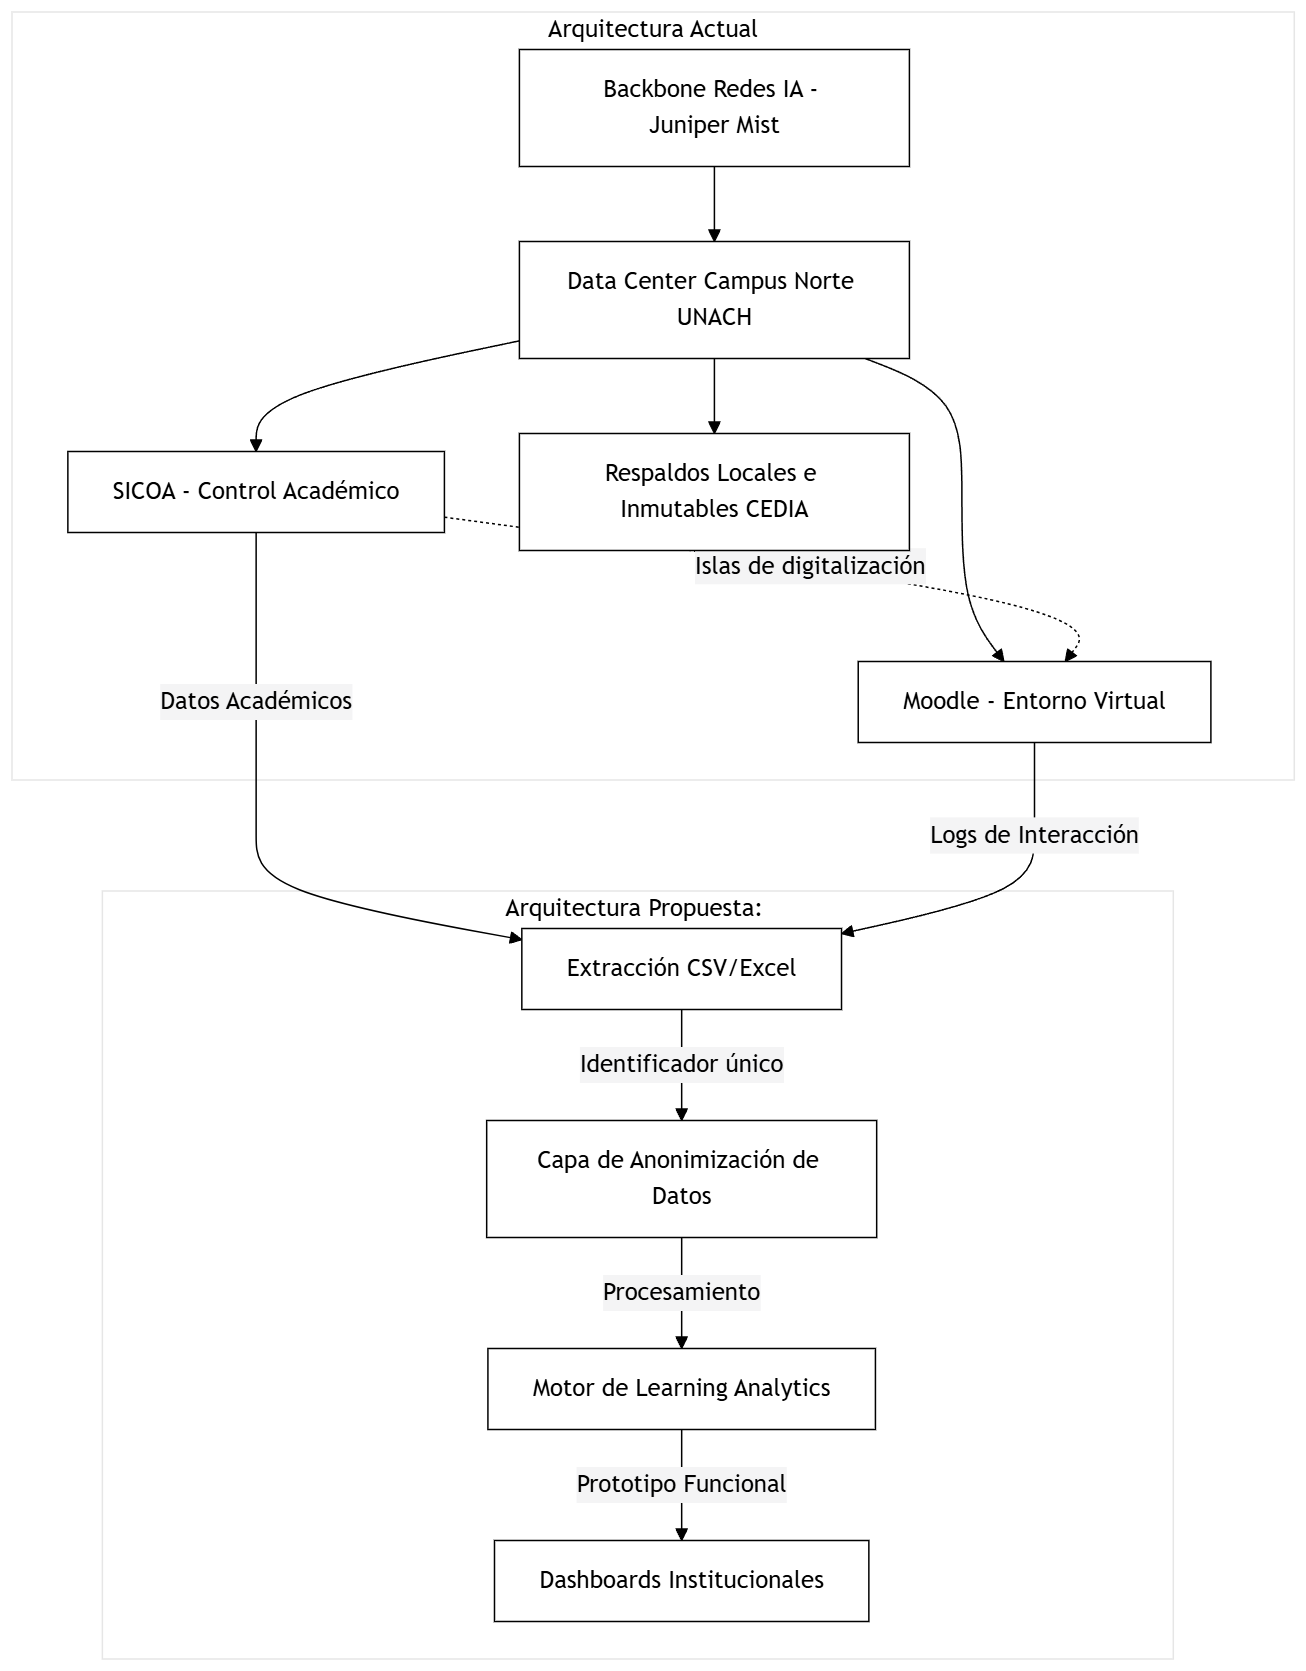 Arquitectura Actual
Backbone Redes IA -
Juniper Mist
Data Center Campus Norte
UNACH
SICOA - Control Académico
Respaldos Locales e
Inmutables CEDIA
Islas de digitalización
Datos Académicos
Moodle - Entorno Virtual
Logs de Interacción
Arquitectura Propuesta:
Extracción CSV/Excel
Identificador único
Capa de Anonimización de
Datos
Procesamiento
Motor de Learning Analytics
Prototipo Funcional
Dashboards Institucionales